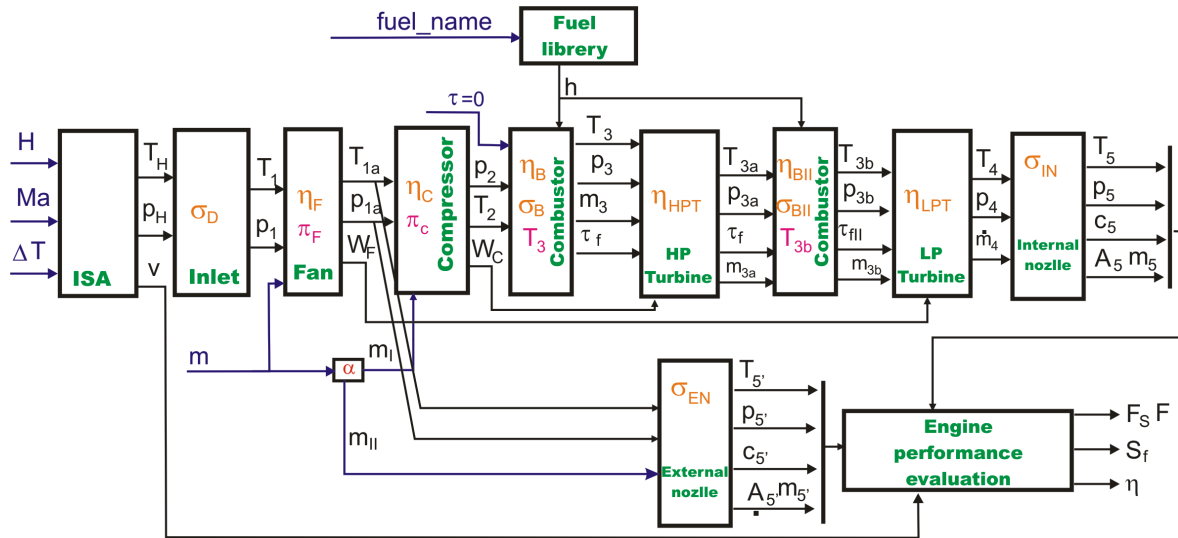 fuel_name
Fuel
librery
h
τ=0
H
Ma
ΔT
ISA
T_H
p_H
v
σ_D
Inlet
T_1
p_1
η_F
π_F
Fan
T_1a
p_1a
W_F
η_C
π_c
Compressor
p_2
T_2
W_C
η_B
σ_B
T_3
Combustor
T_3
p_3
m_3
τ_f
η_HPT
HP
Turbine
T_3a
p_3a
τ_f
m_3a
η_BII
σ_BII
T_3b
Combustor
T_3b
p_3b
τ_fII
m_3b
η_LPT
LP
Turbine
T_4
p_4
ṁ_4
σ_IN
Internal
nozlle
T_5
p_5
c_5
A_5 m_5
m
α
m_I
m_II
σ_EN
External
nozlle
T_5'
p_5'
c_5'
A_5' m_5'
Engine
performance
evaluation
F_S F
S_f
η